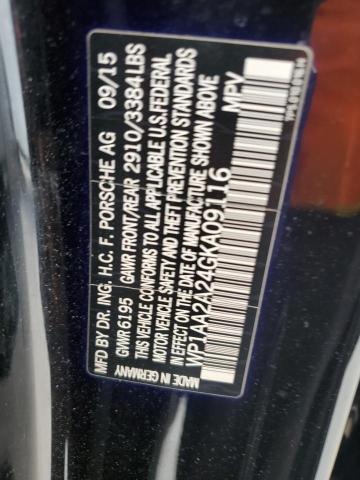 MFD BY DR. ING. H.C. F. PORSCHE AG 09/15
GVWR 6195 GAWR FRONT/REAR 2910/3384 LBS
THIS VEHICLE CONFORMS TO ALL APPLICABLE U.S. FEDERAL
MOTOR VEHICLE SAFETY AND THEFT PREVENTION STANDARDS
IN EFFECT ON THE DATE OF MANUFACTURE SHOWN ABOVE
WP1AA2A24GKA09116 MPV
MADE IN GERMANY